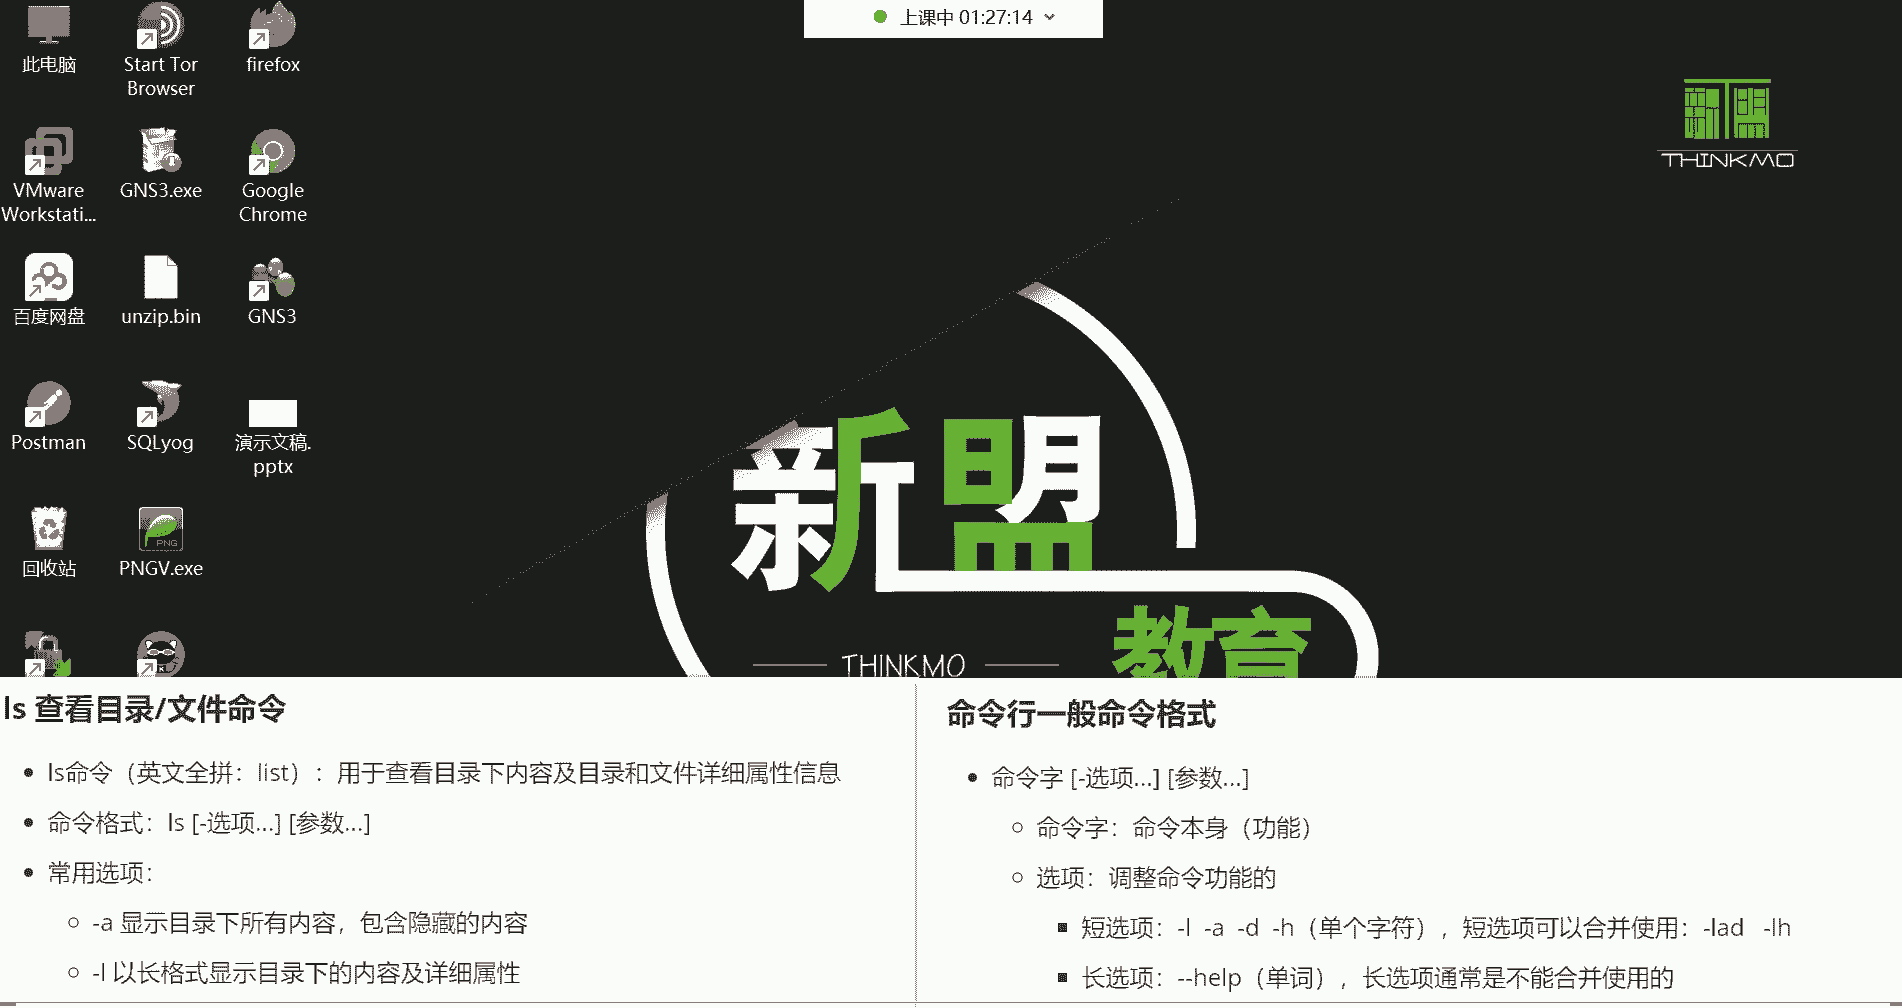 上课中 01:27:14
此电脑
Start Tor
Browser
firefox
THINKMO
VMware
Workstati...
GNS3.exe
Google
Chrome
百度网盘
unzip.bin
GNS3
Postman
SQLyog
演示文稿.
pptx
新盟
教育
THINKMO
回收站
PNG
PNGV.exe
ls 查看目录/文件命令
• ls命令（英文全拼：list）：用于查看目录下内容及目录和文件详细属性信息
• 命令格式：ls [-选项...] [参数...]
• 常用选项：
○ -a 显示目录下所有内容，包含隐藏的内容
○ -l 以长格式显示目录下的内容及详细属性
命令行一般命令格式
• 命令字 [-选项...] [参数...]
○ 命令字：命令本身（功能）
○ 选项：调整命令功能的
▪ 短选项：-l -a -d -h（单个字符），短选项可以合并使用：-lad -lh
▪ 长选项：--help（单词），长选项通常是不能合并使用的